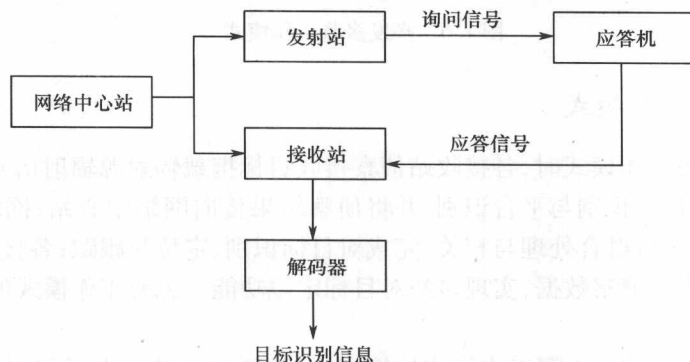 询问信号
发射站
应答机
网络中心站
应答信号
接收站
解码器
目标识别信息